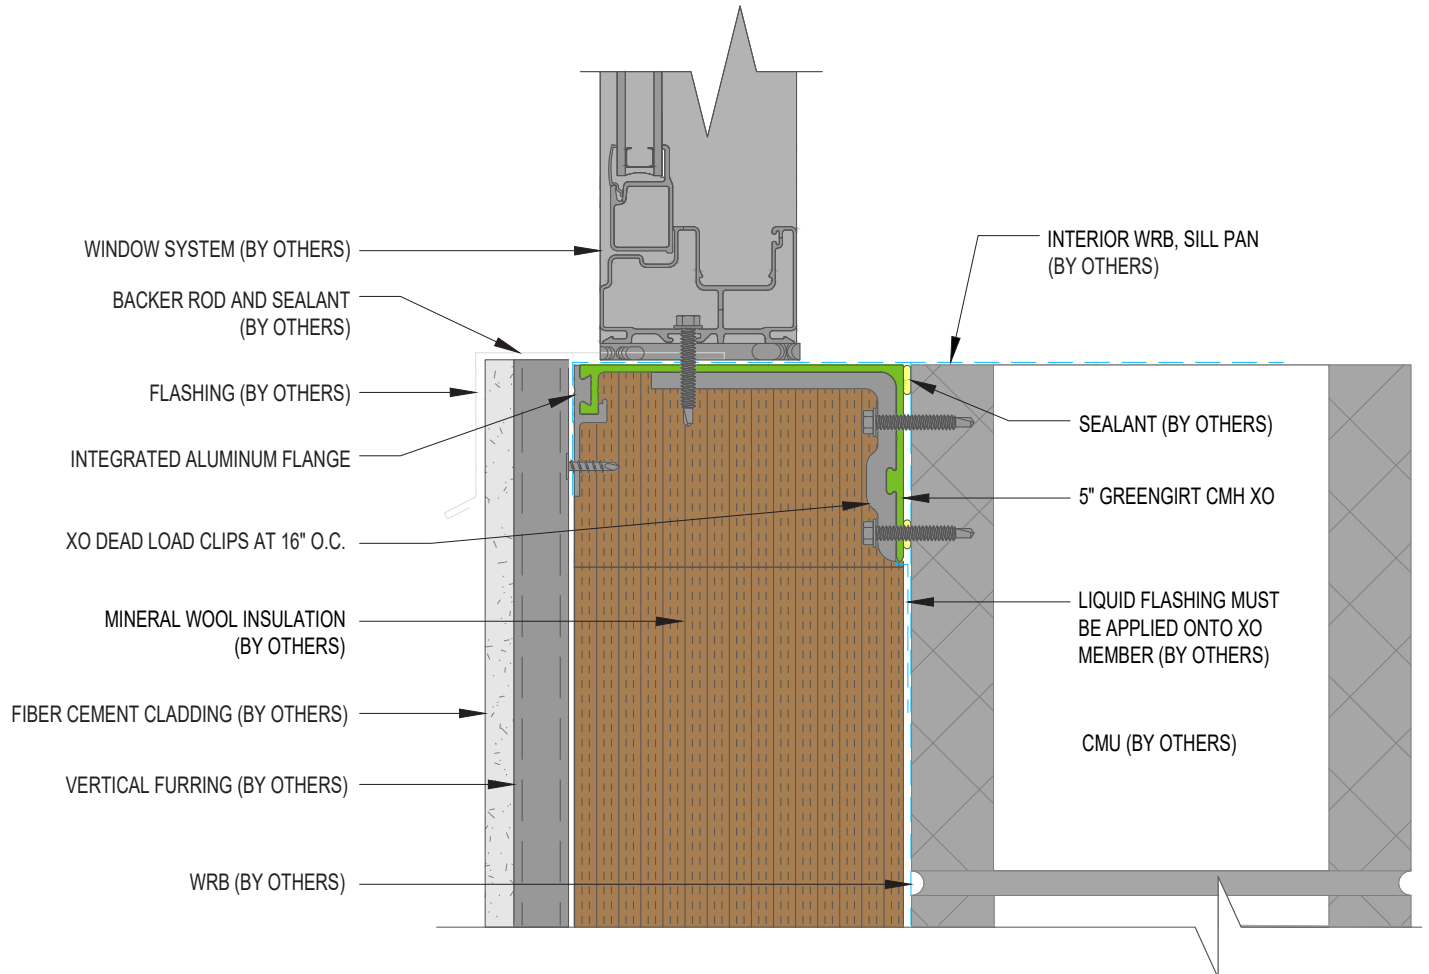 WINDOW SYSTEM (BY OTHERS)
BACKER ROD AND SEALANT
(BY OTHERS)
FLASHING (BY OTHERS)
INTEGRATED ALUMINUM FLANGE
XO DEAD LOAD CLIPS AT 16" O.C.
MINERAL WOOL INSULATION
(BY OTHERS)
FIBER CEMENT CLADDING (BY OTHERS)
VERTICAL FURRING (BY OTHERS)
WRB (BY OTHERS)
INTERIOR WRB, SILL PAN
(BY OTHERS)
SEALANT (BY OTHERS)
5" GREENGIRT CMH XO
LIQUID FLASHING MUST
BE APPLIED ONTO XO
MEMBER (BY OTHERS)
CMU (BY OTHERS)